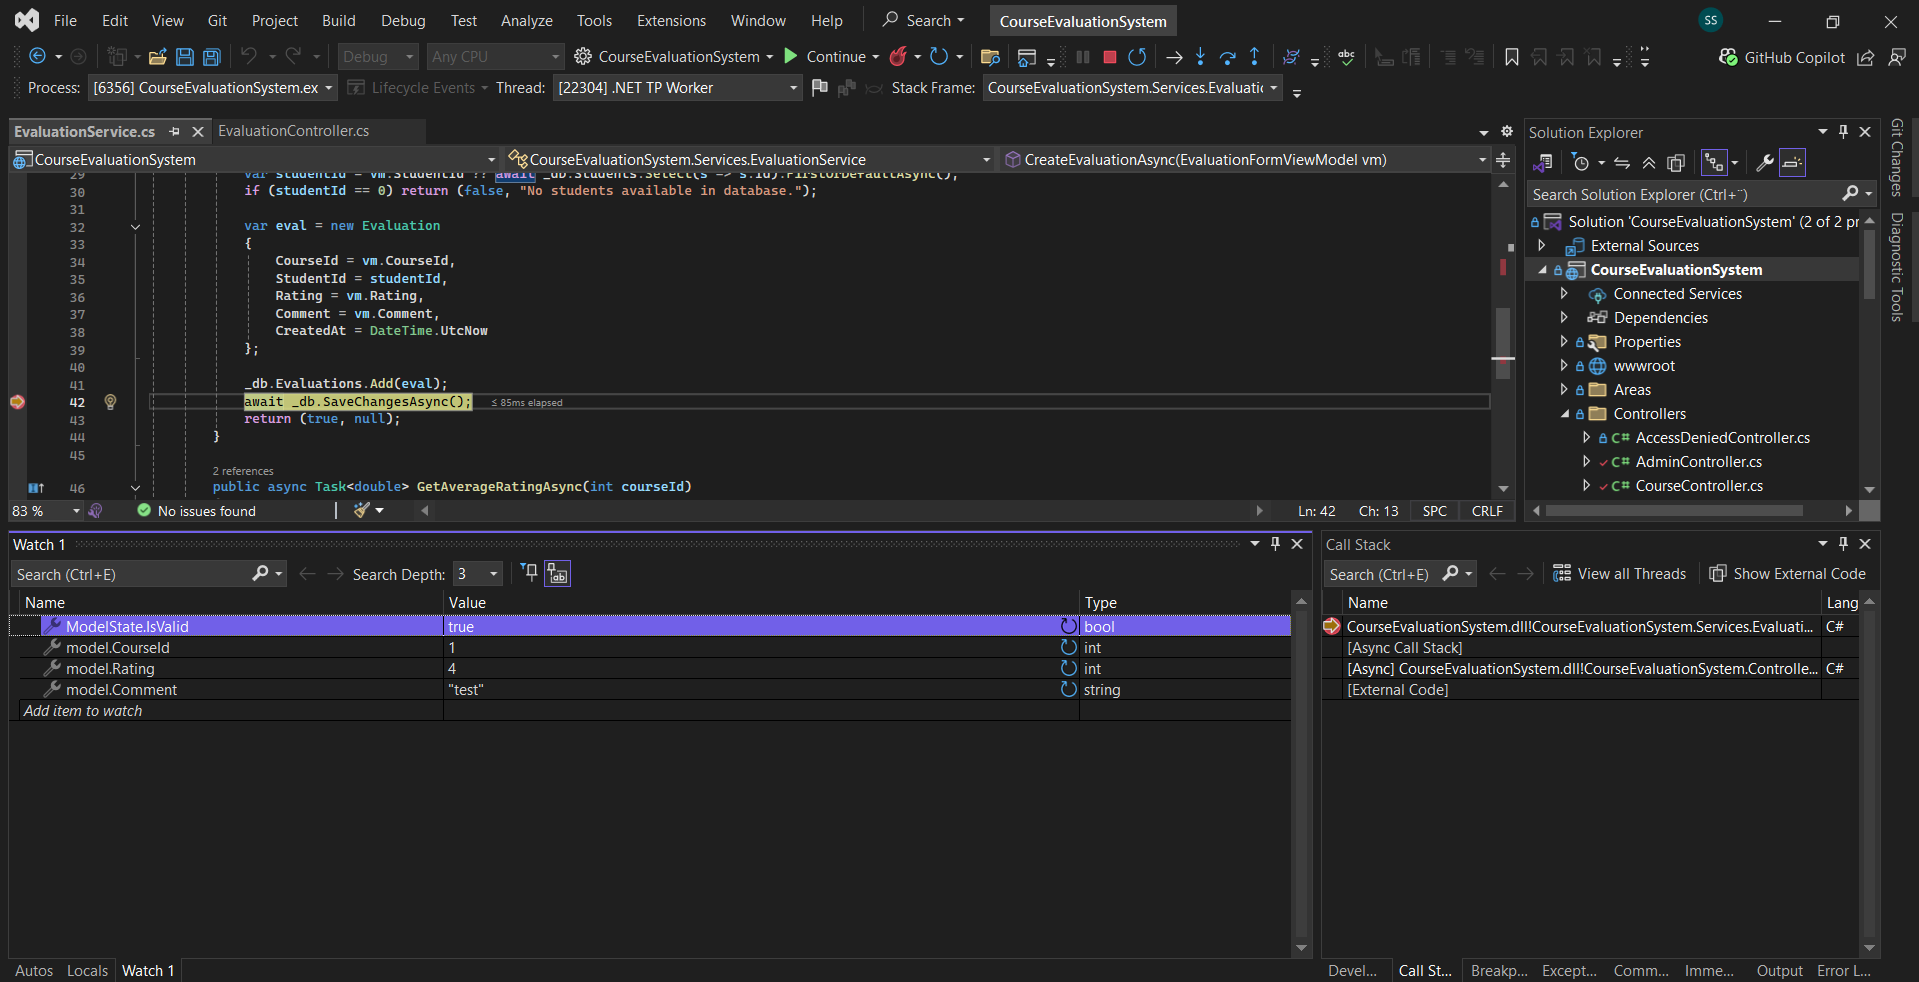 File Edit View Git Project Build Debug Test Analyze Tools Extensions Window Help Search CourseEvaluationSystem SS
Debug Any CPU CourseEvaluationSystem Continue GitHub Copilot
Process: [6356] CourseEvaluationSystem.ex Lifecycle Events Thread: [22304] .NET TP Worker Stack Frame: CourseEvaluationSystem.Services.Evaluatio
EvaluationService.cs EvaluationController.cs
CourseEvaluationSystem CourseEvaluationSystem.Services.EvaluationService CreateEvaluationAsync(EvaluationFormViewModel vm)
29 var studentId = vm.StudentId ?? await _db.Students.Select(s => s.Id).FirstOrDefaultAsync();
30 if (studentId == 0) return (false, "No students available in database.");
31
32 var eval = new Evaluation
33 {
34 CourseId = vm.CourseId,
35 StudentId = studentId,
36 Rating = vm.Rating,
37 Comment = vm.Comment,
38 CreatedAt = DateTime.UtcNow
39 };
40
41 _db.Evaluations.Add(eval);
42 await _db.SaveChangesAsync(); ≤ 85ms elapsed
43 return (true, null);
44 }
45
2 references
46 public async Task<double> GetAverageRatingAsync(int courseId)
83 % No issues found Ln: 42 Ch: 13 SPC CRLF
Solution Explorer
Search Solution Explorer (Ctrl+¨)
Solution 'CourseEvaluationSystem' (2 of 2 pr
External Sources
CourseEvaluationSystem
Connected Services
Dependencies
Properties
wwwroot
Areas
Controllers
C# AccessDeniedController.cs
C# AdminController.cs
C# CourseController.cs
Git Changes
Diagnostic Tools
Watch 1
Search (Ctrl+E) Search Depth: 3
Name Value Type
ModelState.IsValid true bool
model.CourseId 1 int
model.Rating 4 int
model.Comment "test" string
Add item to watch
Autos Locals Watch 1
Call Stack
Search (Ctrl+E) View all Threads Show External Code
Name Lang
CourseEvaluationSystem.dll!CourseEvaluationSystem.Services.Evaluati... C#
[Async Call Stack]
[Async] CourseEvaluationSystem.dll!CourseEvaluationSystem.Controlle... C#
[External Code]
Devel... Call St... Breakp... Except... Comm... Imme... Output Error L...